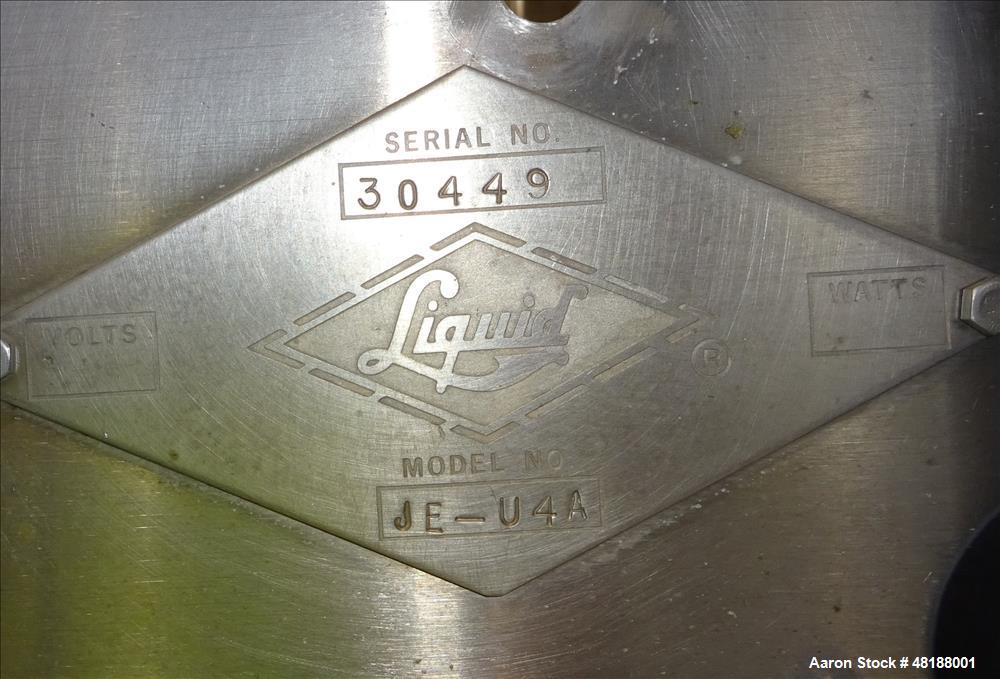 SERIAL NO.
30449
VOLTS
Liquid
®
WATTS
MODEL NO
JE-U4A
Aaron Stock # 48188001